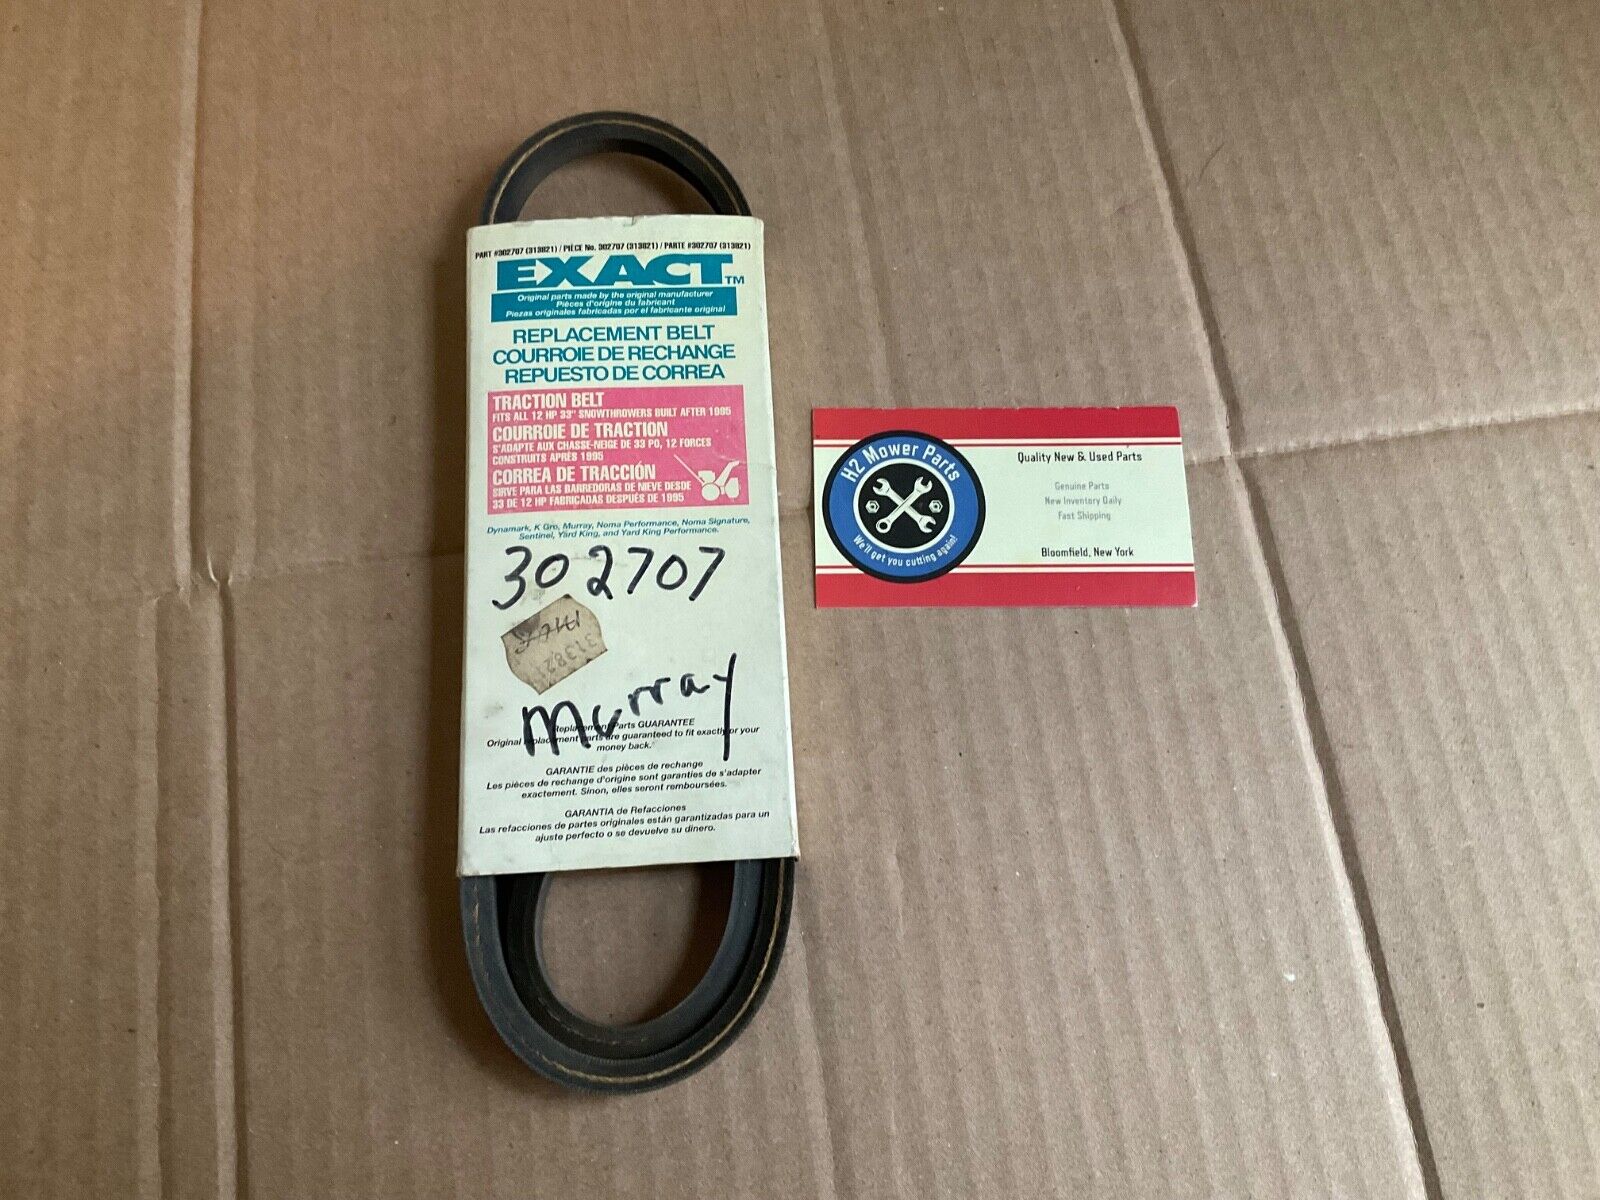 PART #302707 (313821) / PIÈCE No. 302707 (313821) / PARTE #302707 (313821)
EXACT TM
Original parts made by the original manufacturer
Pièces d'origine du fabricant
Piezas originales fabricadas por el fabricante original
REPLACEMENT BELT
COURROIE DE RECHANGE
REPUESTO DE CORREA
TRACTION BELT
FITS ALL 12 HP 33" SNOWTHROWERS BUILT AFTER 1995
COURROIE DE TRACTION
S'ADAPTE AUX CHASSE-NEIGE DE 33 PO, 12 FORCES
CONSTRUITS APRÈS 1995
CORREA DE TRACCIÓN
SIRVE PARA LAS BARREDORAS DE NIEVE DESDE
33 DE 12 HP FABRICADAS DESPUÉS DE 1995
Dynamark, K Gro, Murray, Noma Performance, Noma Signature,
Sentinel, Yard King, and Yard King Performance.
302707
31382
Murray
Replacement Parts GUARANTEE
Original replacement parts are guaranteed to fit exactly or your
money back.
GARANTIE des pièces de rechange
Les pièces de rechange d'origine sont garanties de s'adapter
exactement. Sinon, elles seront remboursées.
GARANTIA de Refacciones
Las refacciones de partes originales están garantizadas para un
ajuste perfecto o se devuelve su dinero.
H2 Mower Parts
We'll get you cutting again!
Quality New & Used Parts
Genuine Parts
New Inventory Daily
Fast Shipping
Bloomfield, New York